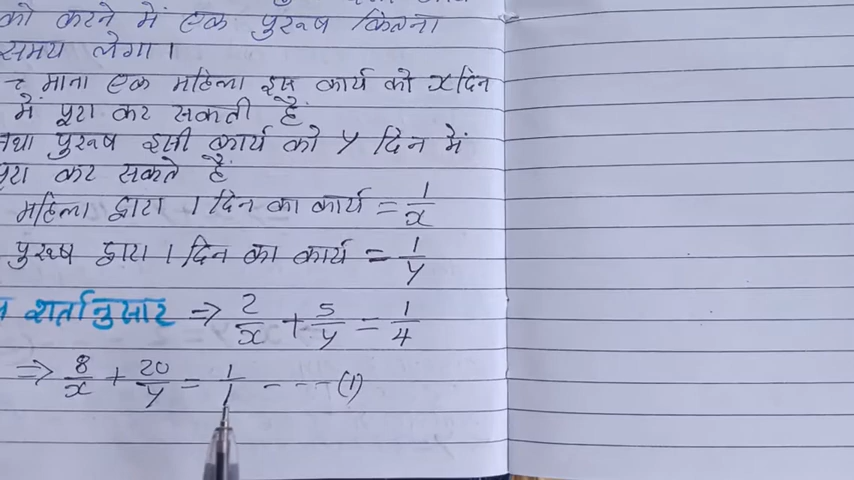 को करने में एक पुरूष कितना
समय लेगा।
माना एक महिला इस कार्य को x दिन
में पूरा कर सकती है
तथा पुरूष इसी कार्य को y दिन में
पूरा कर सकते हैं
महिला द्वारा 1 दिन का कार्य = 1/x
पुरूष द्वारा 1 दिन का कार्य = 1/y
शर्तानुसार ⇒ 2/x + 5/y = 1/4
⇒ 8/x + 20/y = 1/1 ---- (1)